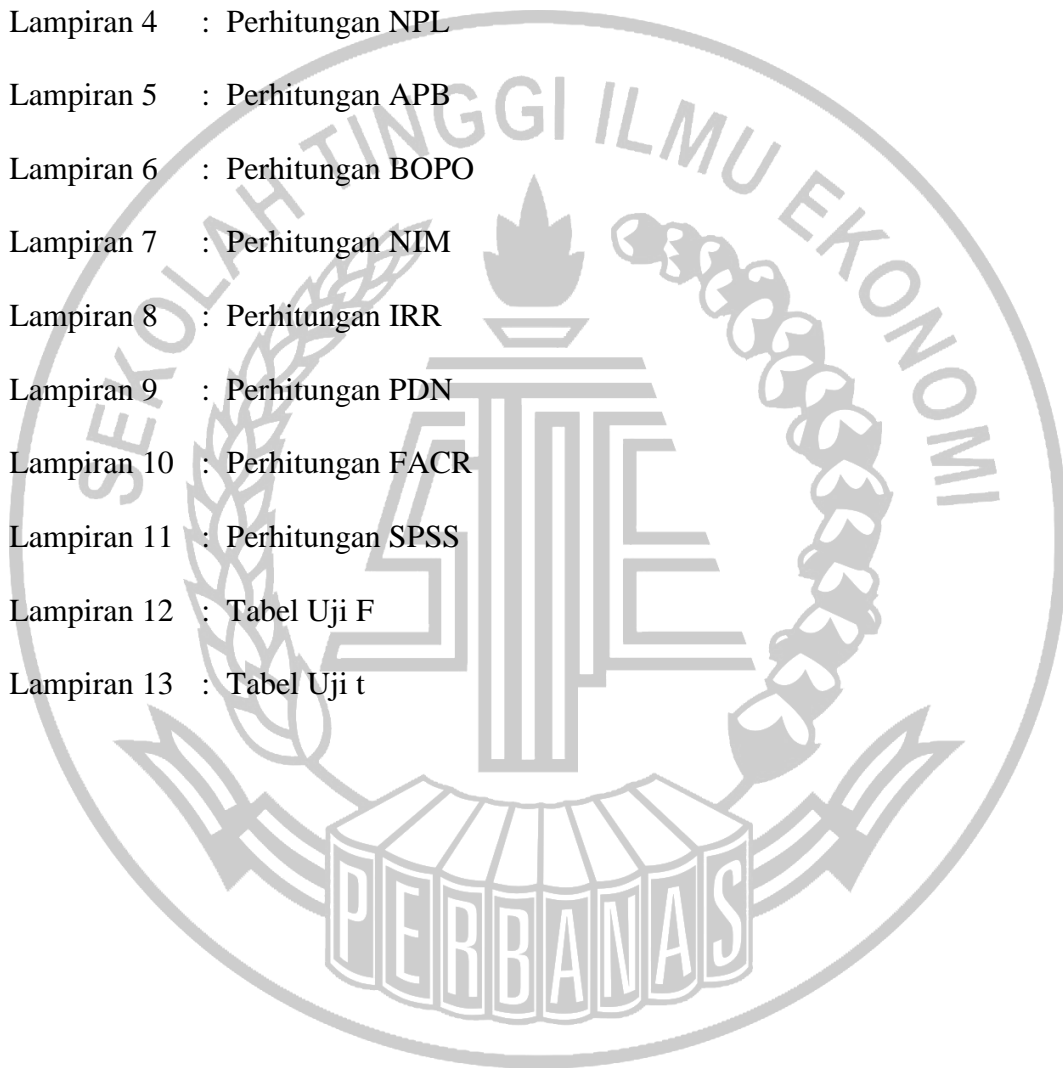 Lampiran 4 : Perhitungan NPL
Lampiran 5 : Perhitungan APB
Lampiran 6 : Perhitungan BOPO
Lampiran 7 : Perhitungan NIM
Lampiran 8 : Perhitungan IRR
Lampiran 9 : Perhitungan PDN
Lampiran 10 : Perhitungan FACR
Lampiran 11 : Perhitungan SPSS
Lampiran 12 : Tabel Uji F
Lampiran 13 : Tabel Uji t
SEKOLAH TINGGI ILMU EKONOMI
PERBANAS